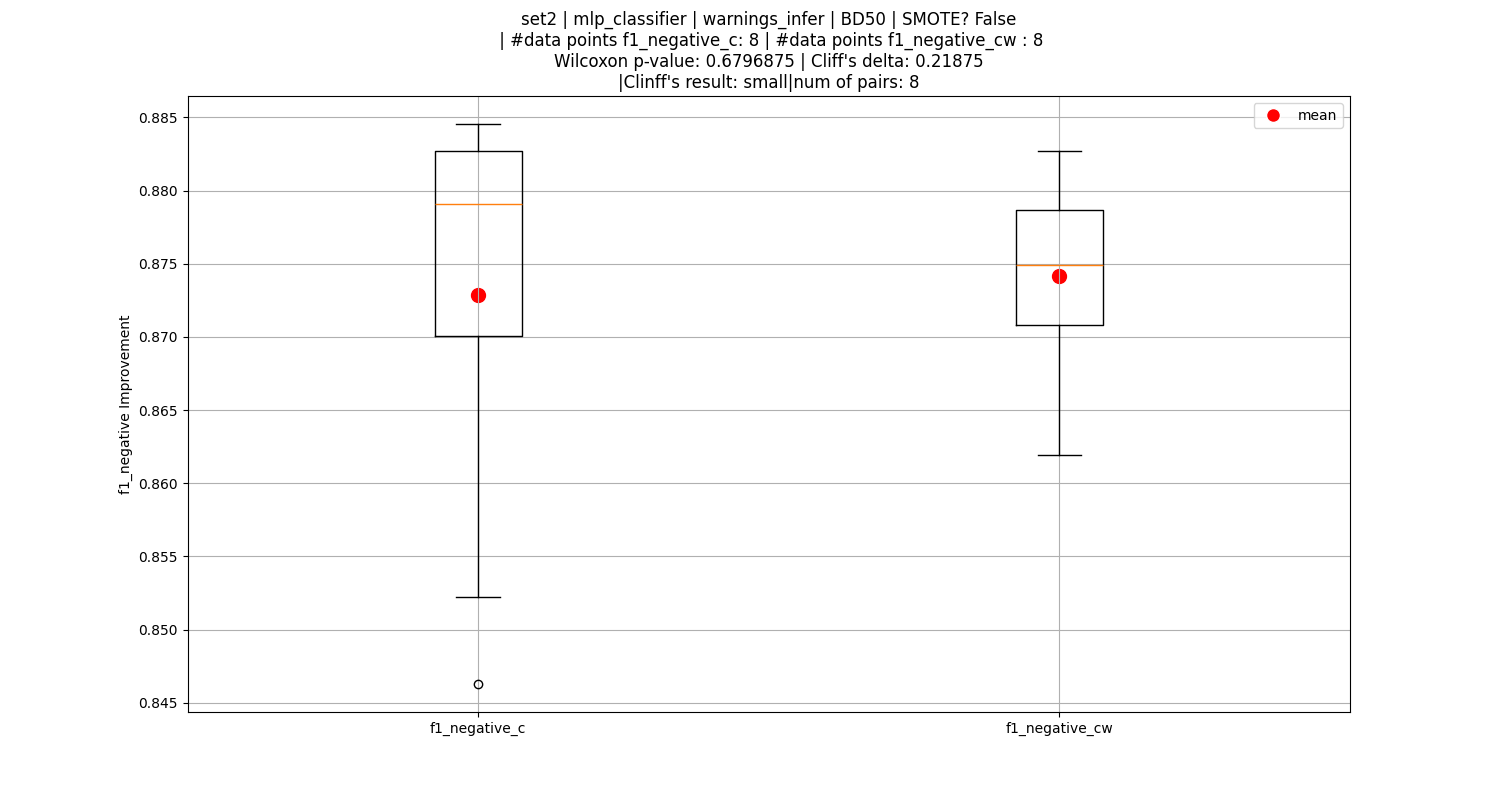 set2 | mlp_classifier | warnings_infer | BD50 | SMOTE? False
| #data points f1_negative_c: 8 | #data points f1_negative_cw : 8
Wilcoxon p-value: 0.6796875 | Cliff's delta: 0.21875
|Clinff's result: small|num of pairs: 8
mean
f1_negative Improvement
0.885
0.880
0.875
0.870
0.865
0.860
0.855
0.850
0.845
f1_negative_c
f1_negative_cw